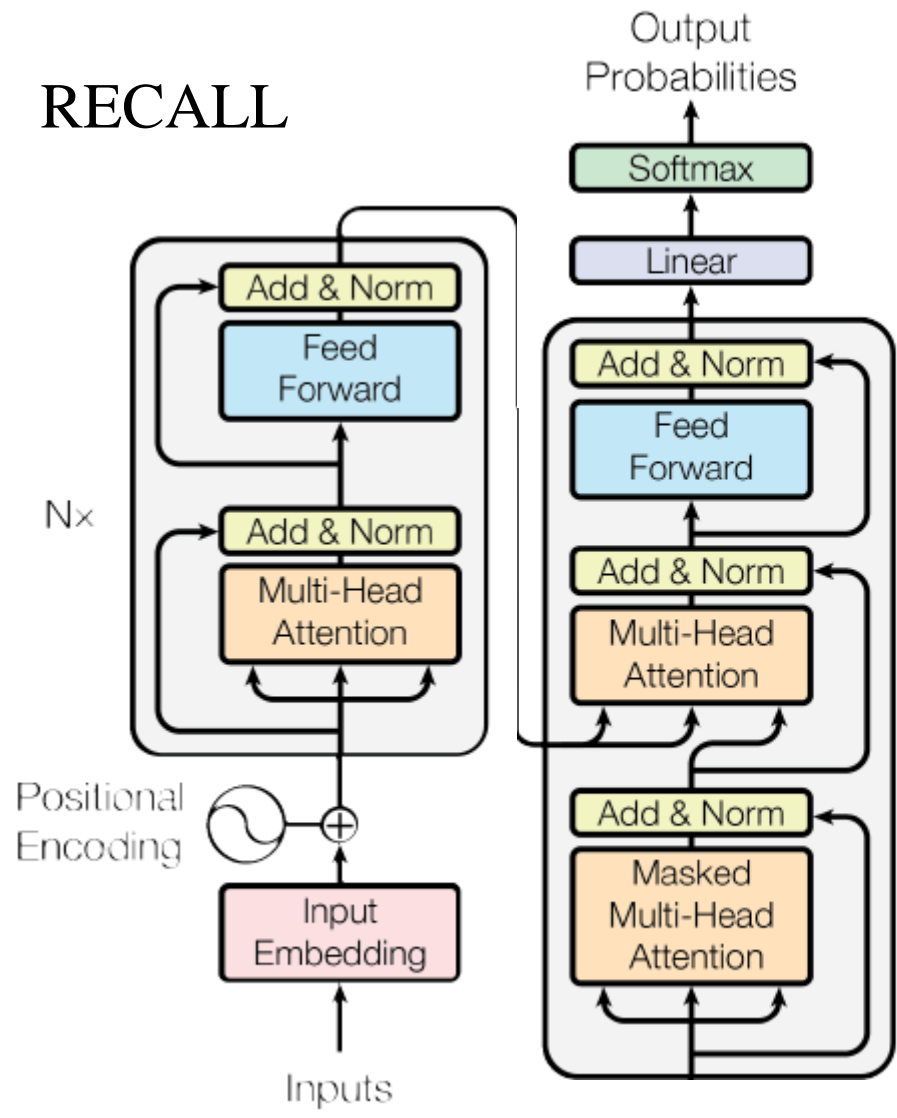 RECALL
Output
Probabilities
Softmax
Linear
Add & Norm
Feed
Forward
Add & Norm
Multi-Head
Attention
N×
Positional
Encoding
Input
Embedding
Inputs
Add & Norm
Feed
Forward
Add & Norm
Multi-Head
Attention
Add & Norm
Masked
Multi-Head
Attention